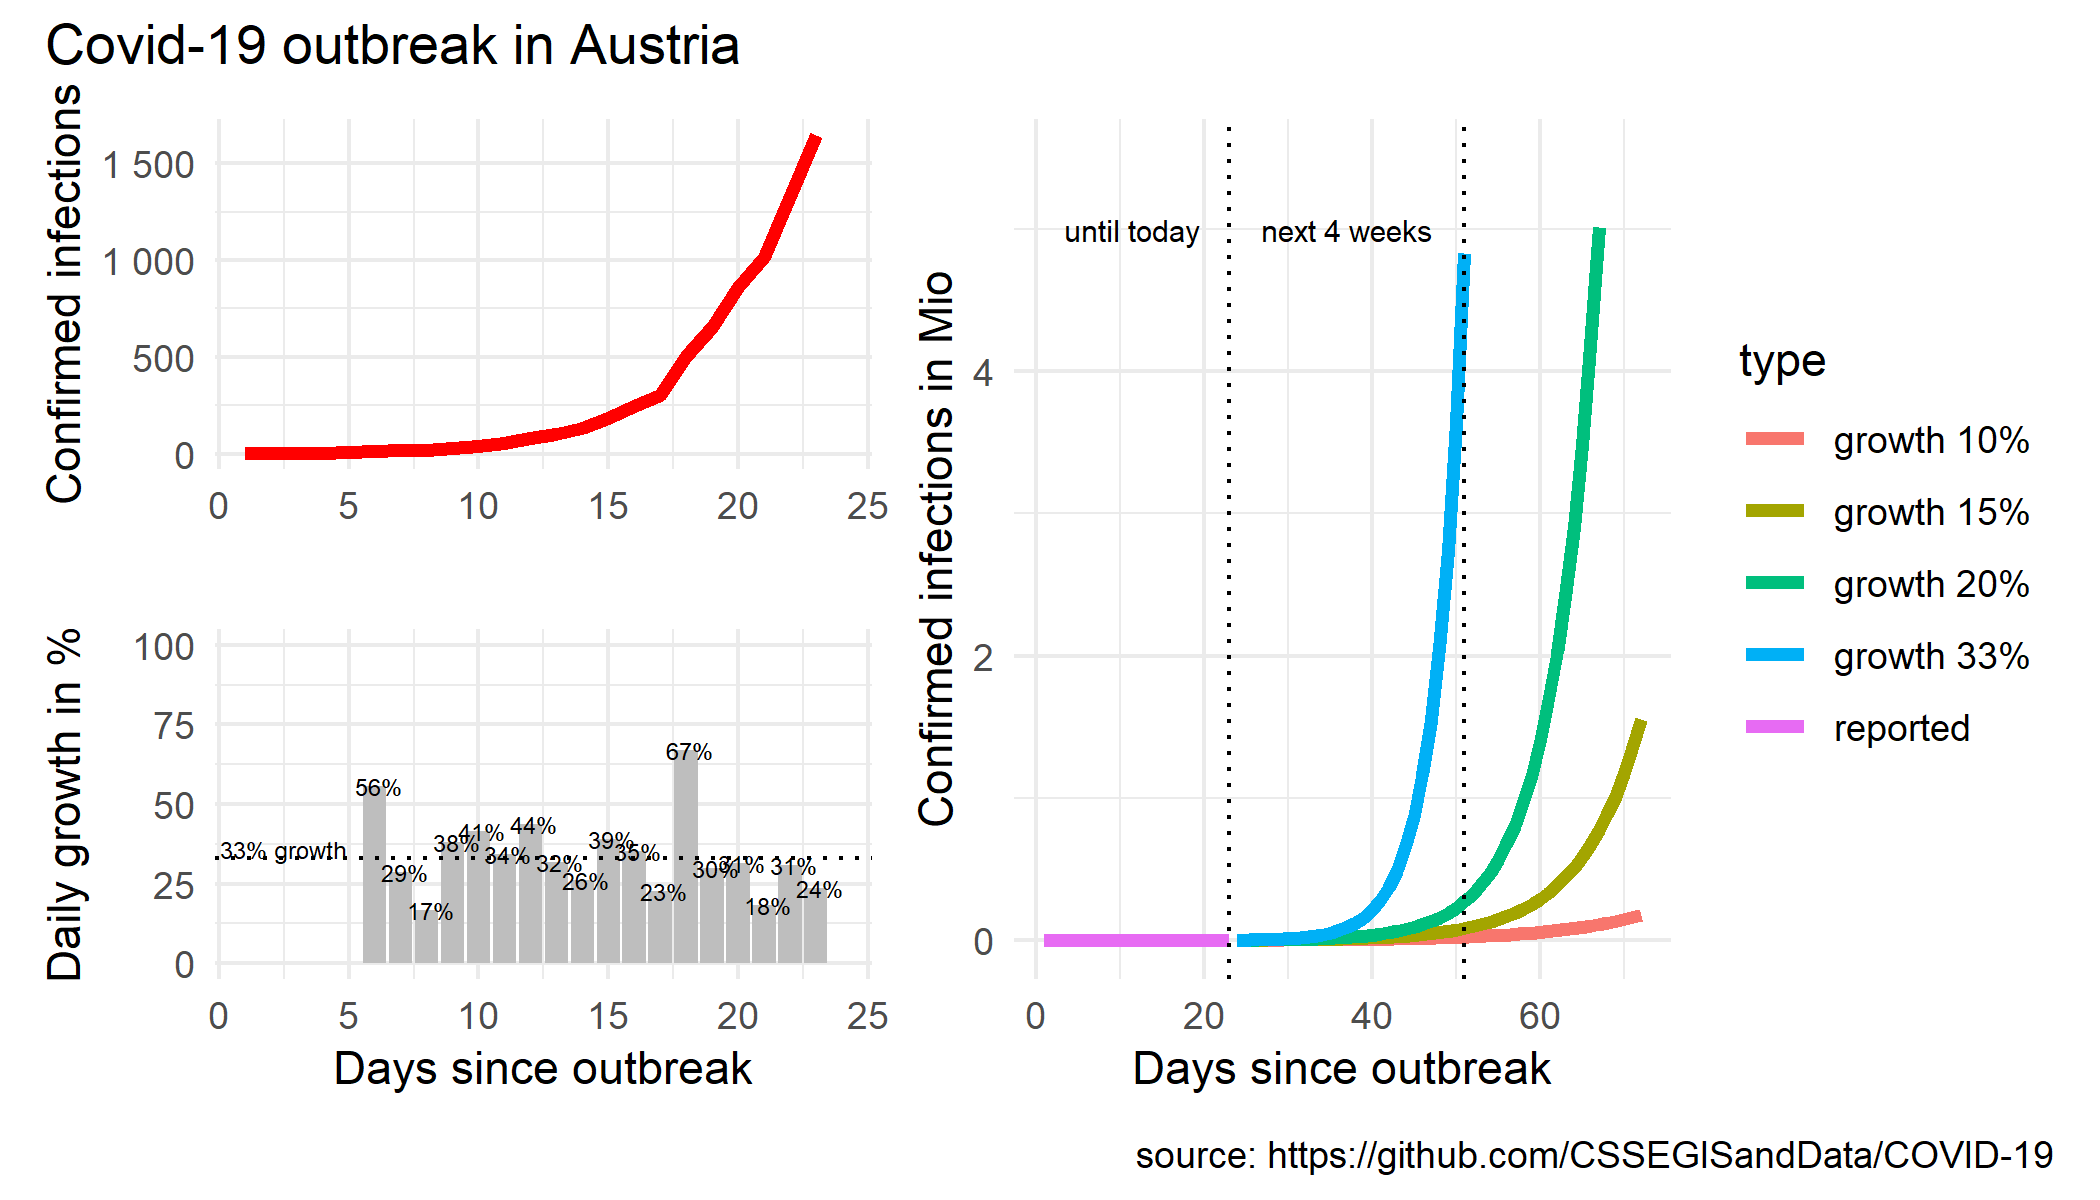 Covid-19 outbreak in Austria
Confirmed infections
1 500
1 000
500
0
0 5 10 15 20 25
Daily growth in %
100
75
50
25
0
33% growth
56%
29%
17%
38%
41%
34%
44%
32%
26%
39%
35%
23%
67%
30%
31%
18%
31%
24%
0 5 10 15 20 25
Days since outbreak
Confirmed infections in Mio
4
2
0
until today
next 4 weeks
0 20 40 60
Days since outbreak
type
growth 10%
growth 15%
growth 20%
growth 33%
reported
source: https://github.com/CSSEGISandData/COVID-19